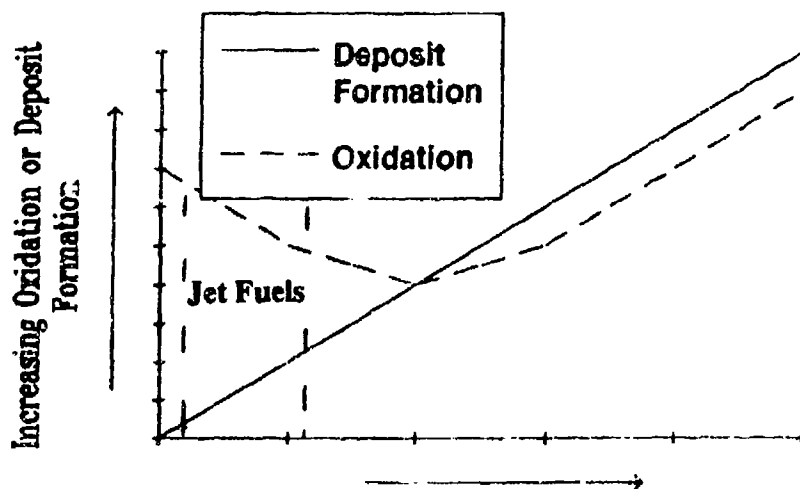 Deposit
Formation
Oxidation
Increasing Oxidation or Deposit
Formation
Jet Fuels